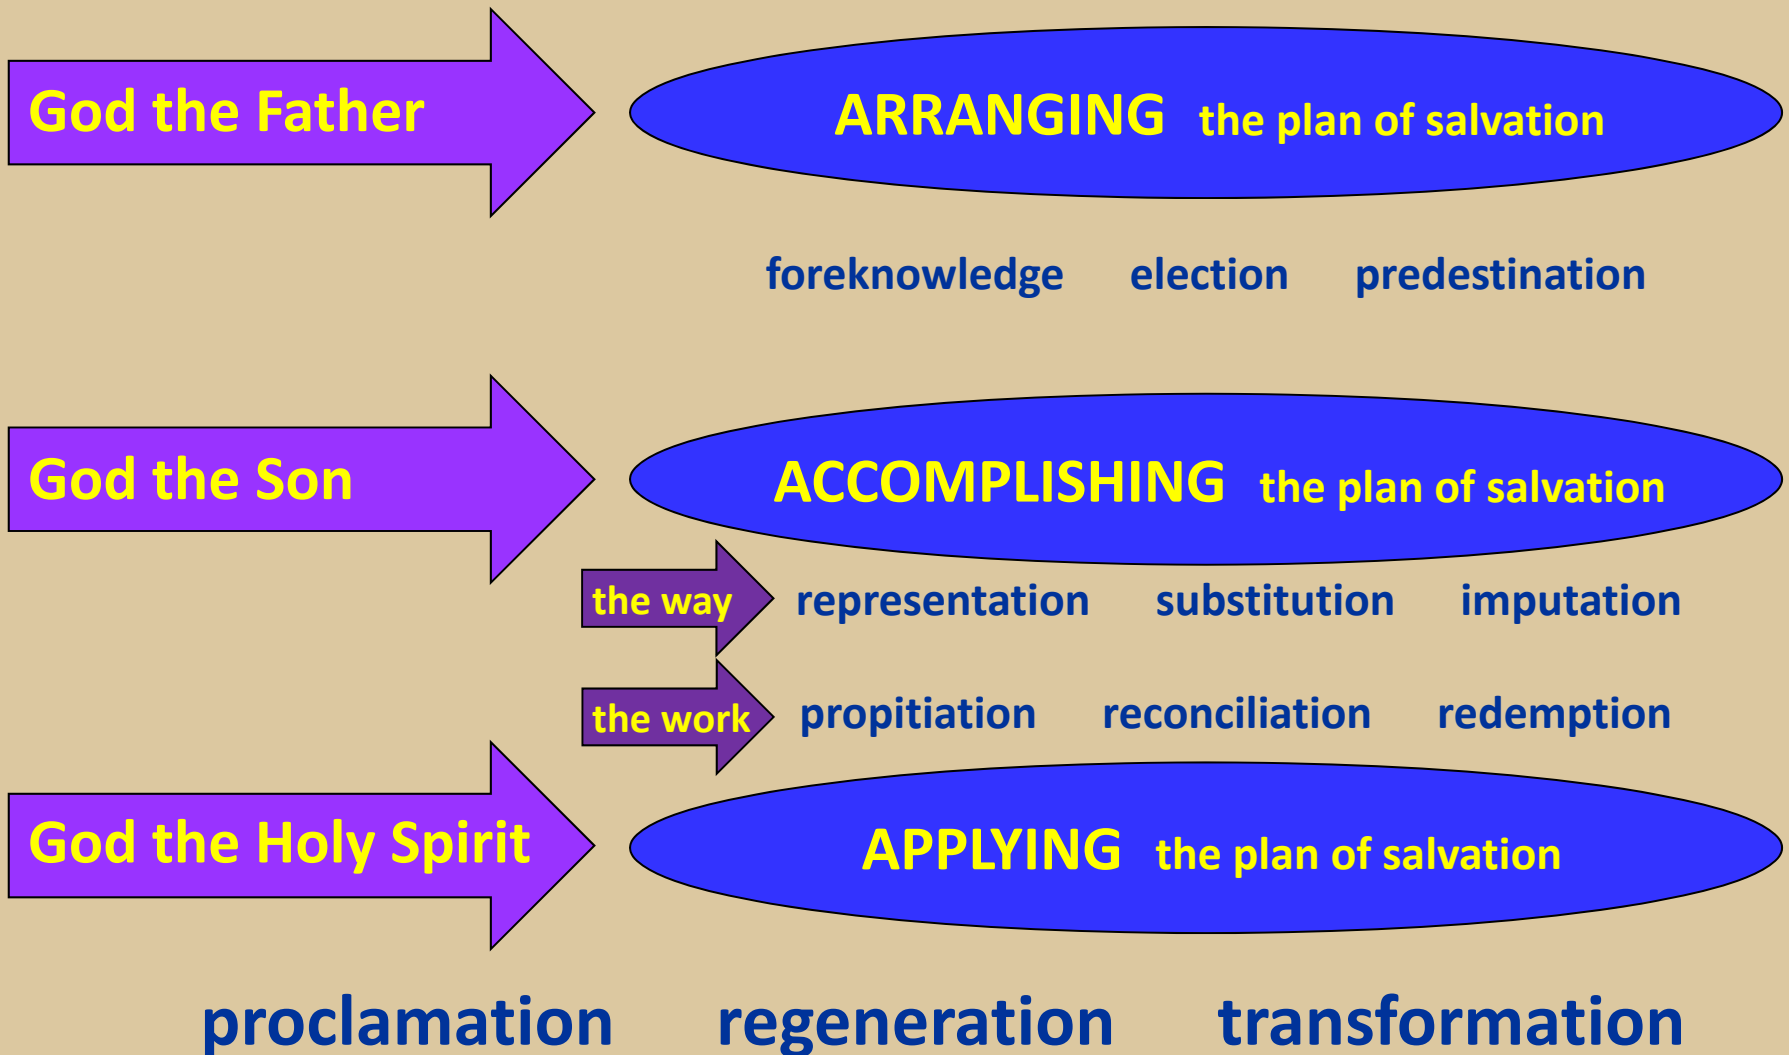 God the Father ARRANGING the plan of salvation
foreknowledge election predestination
God the Son ACCOMPLISHING the plan of salvation
the way representation substitution imputation
the work propitiation reconciliation redemption
God the Holy Spirit APPLYING the plan of salvation
proclamation regeneration transformation